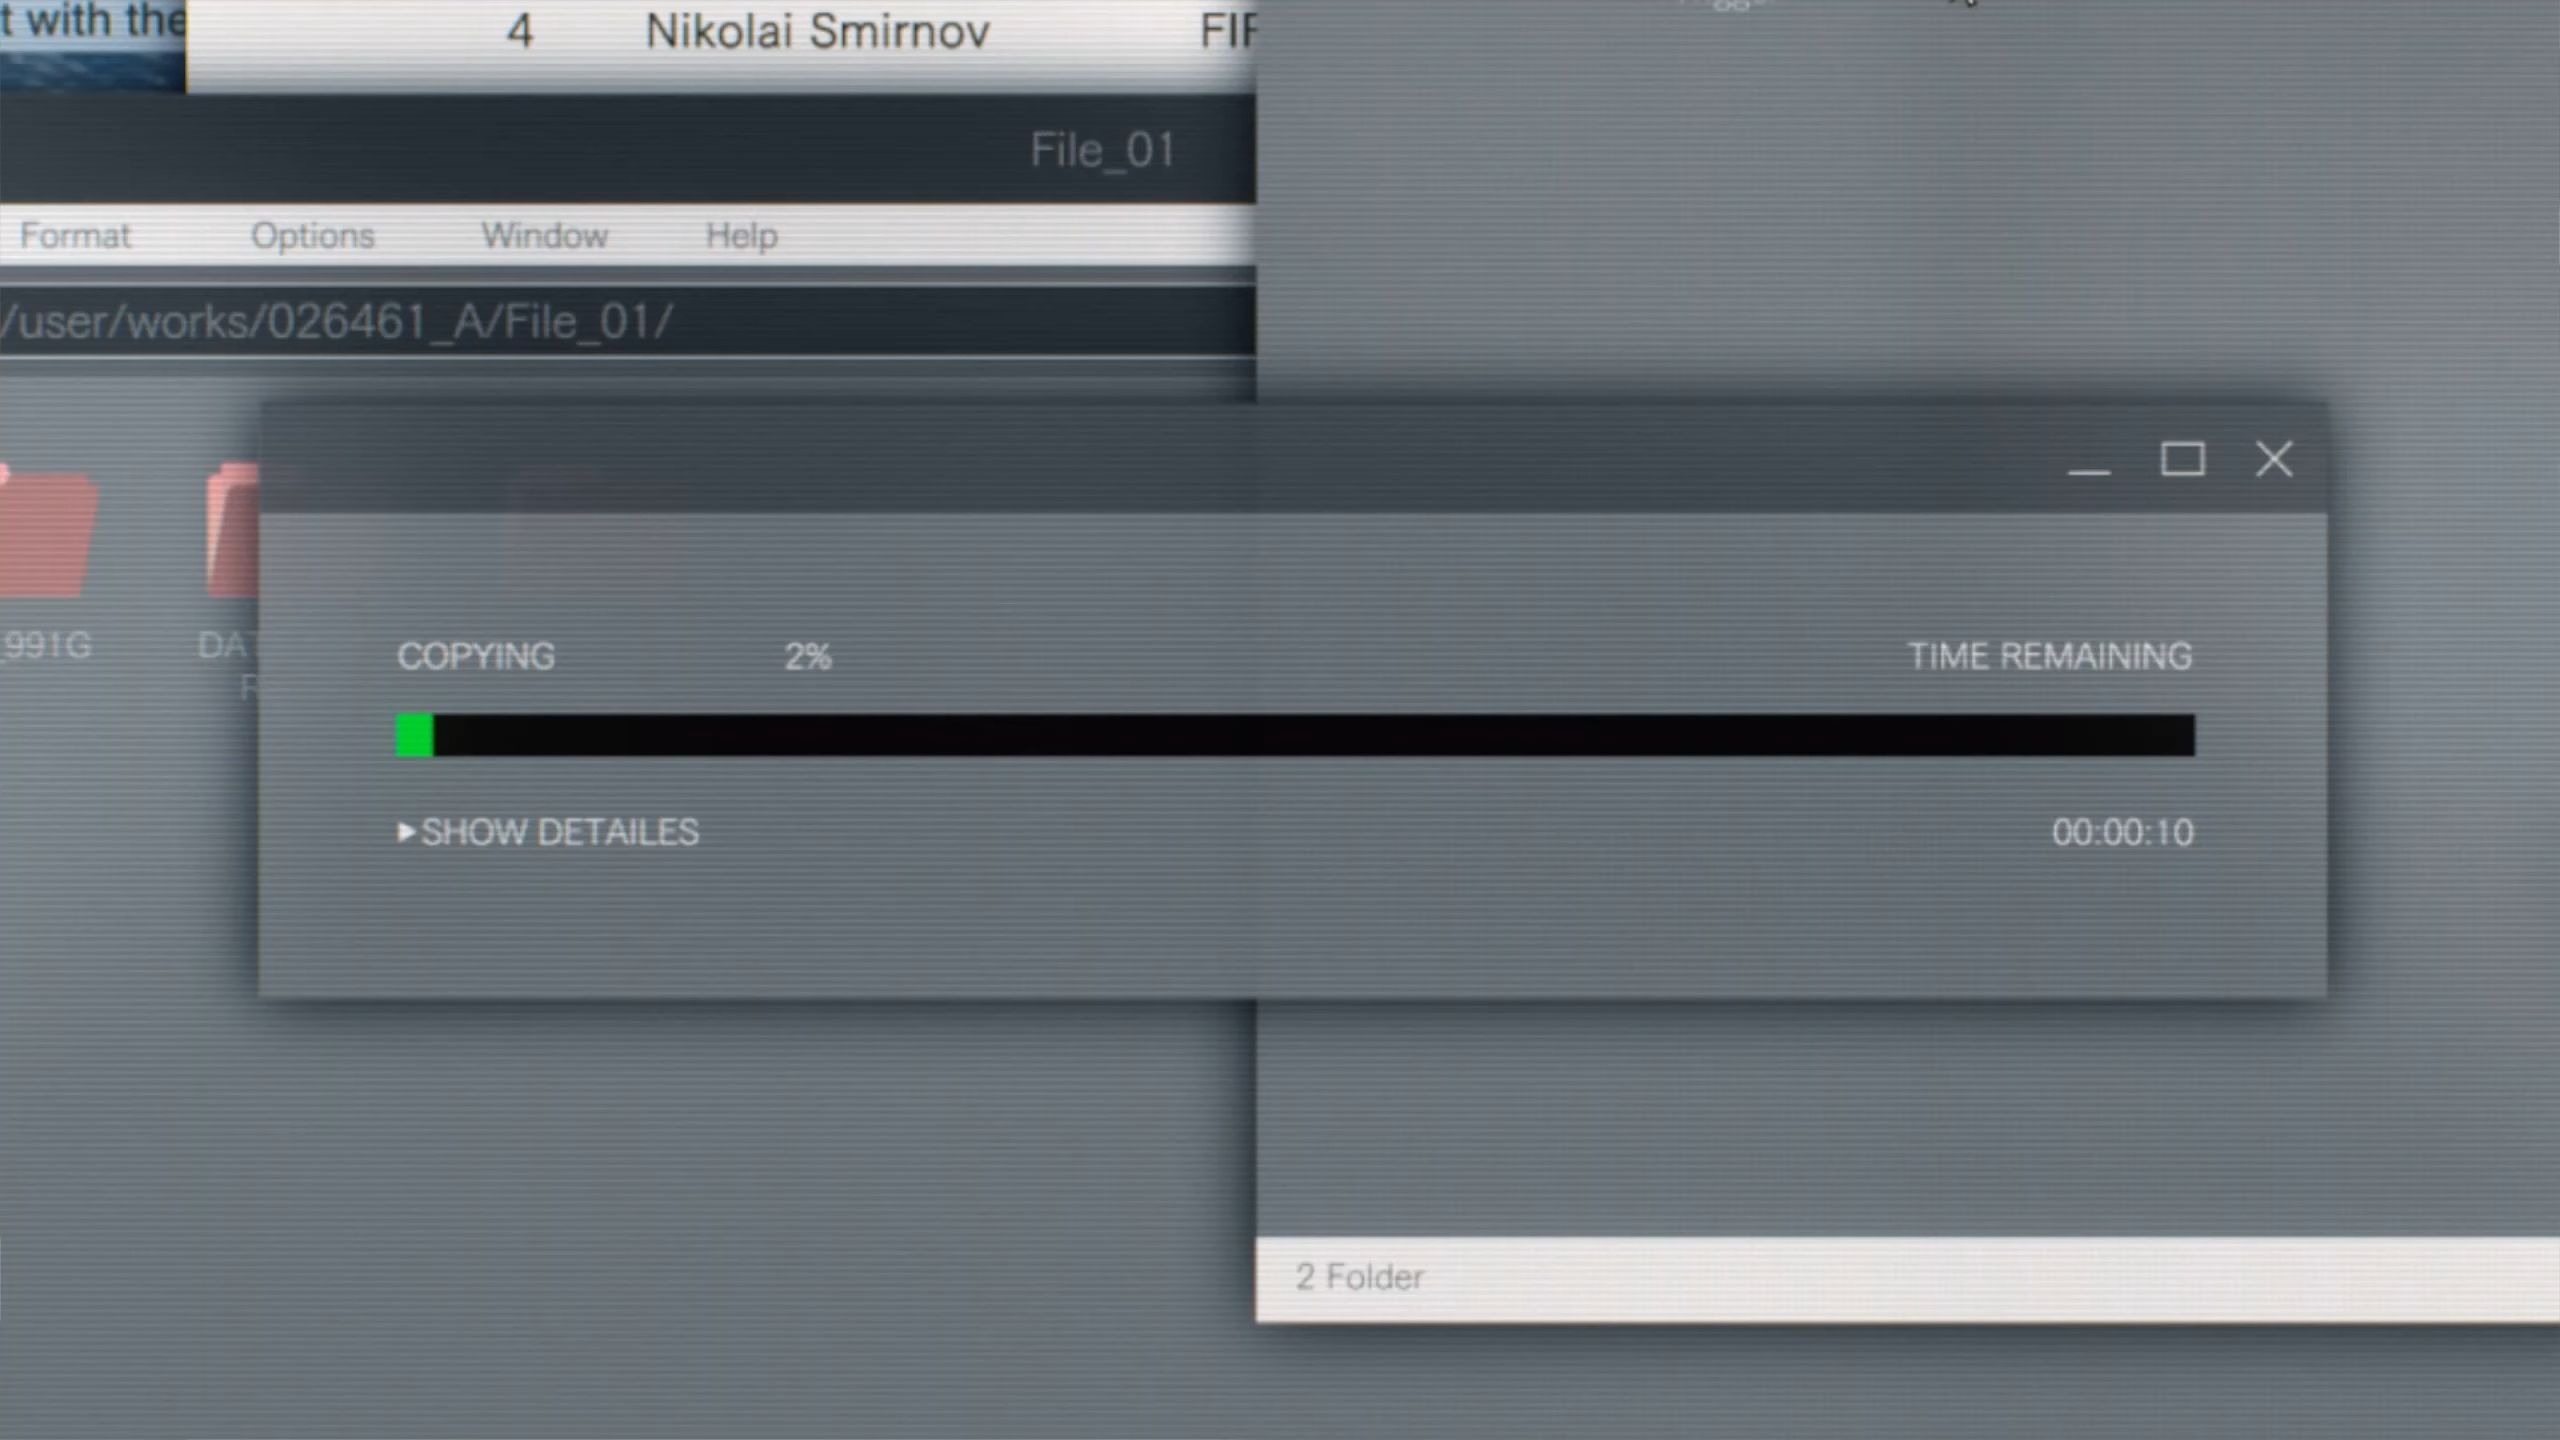 t with the
4 Nikolai Smirnov
File_01
Format Options Window Help
/user/works/026461_A/File_01/
991G
COPYING 2% TIME REMAINING
▶SHOW DETAILES 00:00:10
2 Folder